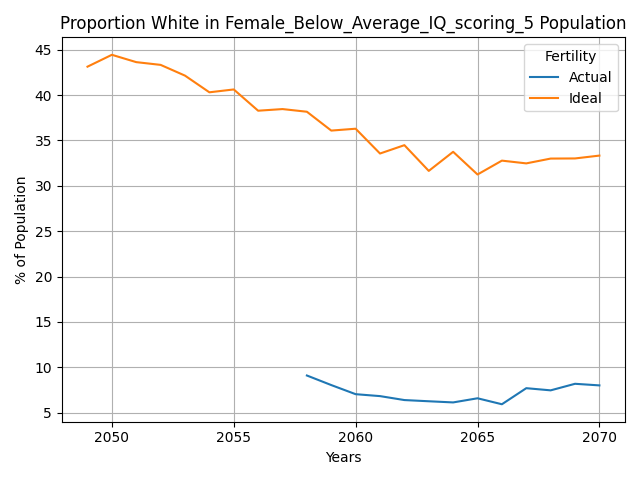 Proportion White in Female_Below_Average_IQ_scoring_5 Population
Fertility
Actual
Ideal
% of Population
45
40
35
30
25
20
15
10
5
2050 2055 2060 2065 2070
Years